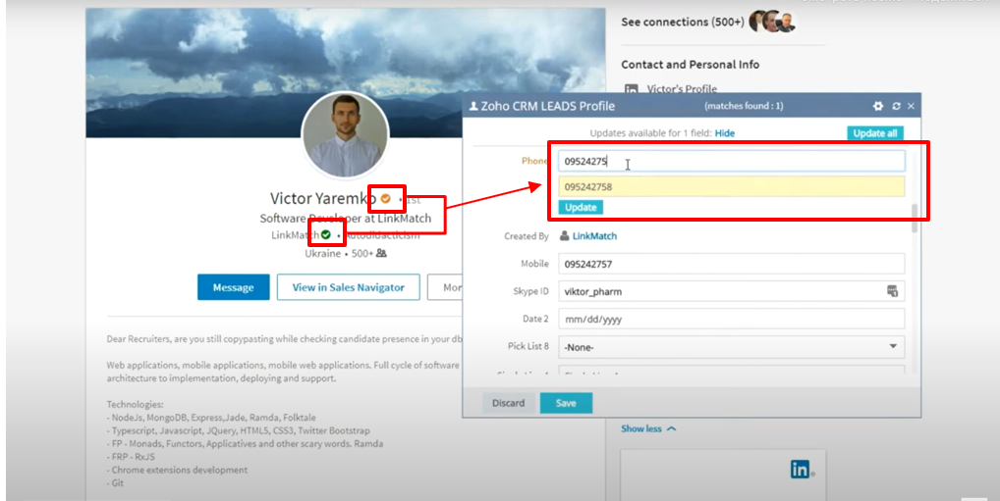 See connections (500+)
Contact and Personal Info
Victor's Profile
Zoho CRM LEADS Profile
(matches found : 1)
Updates available for 1 field: Hide
Update all
Phone
09524275
095242758
Update
Created By
LinkMatch
Mobile
095242757
Skype ID
viktor_pharm
Date 2
mm/dd/yyyy
Pick List 8
-None-
Discard
Save
Victor Yaremko • 1st
Software Developer at LinkMatch
LinkMatch • Autodidacticism
Ukraine • 500+
Message
View in Sales Navigator
Mor
Dear Recruiters, are you still copypasting while checking candidate presence in your db
Web applications, mobile applications, mobile web applications. Full cycle of software
architecture to implementation, deploying and support.
Technologies:
- NodeJs, MongoDB, Express,Jade, Ramda, Folktale
- Typescript, Javascript, JQuery, HTML5, CSS3, Twitter Bootstrap
- FP - Monads, Functors, Applicatives and other scary words. Ramda
- FRP - RxJS
- Chrome extensions development
- Git
Show less
in